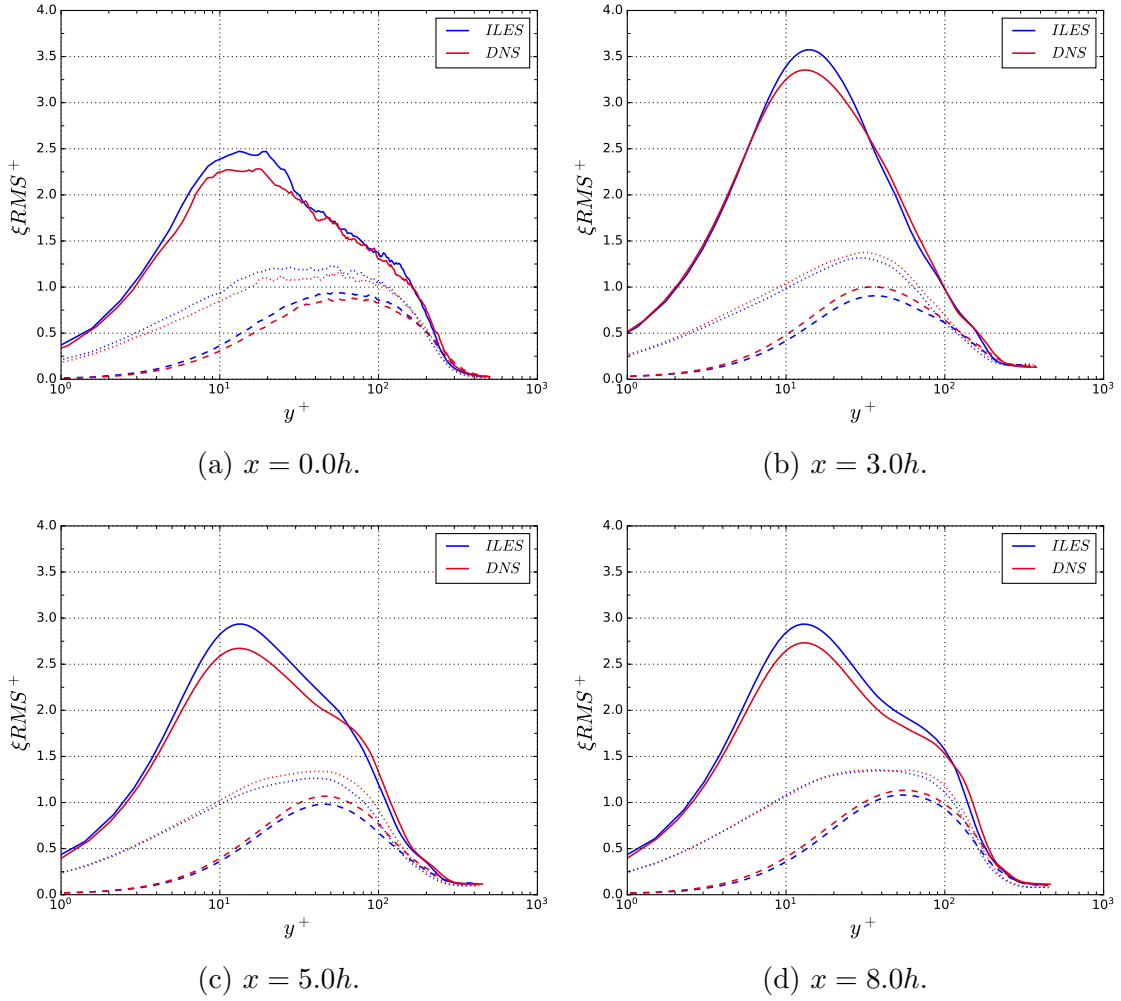 4.0
3.5
3.0
2.5
2.0
1.5
1.0
0.5
0.0
10⁰ 10¹ 10² 10³
y⁺
ξRMS⁺
ILES
DNS
(a) x = 0.0h.
4.0
3.5
3.0
2.5
2.0
1.5
1.0
0.5
0.0
10⁰ 10¹ 10² 10³
y⁺
ξRMS⁺
ILES
DNS
(b) x = 3.0h.
4.0
3.5
3.0
2.5
2.0
1.5
1.0
0.5
0.0
10⁰ 10¹ 10² 10³
y⁺
ξRMS⁺
ILES
DNS
(c) x = 5.0h.
4.0
3.5
3.0
2.5
2.0
1.5
1.0
0.5
0.0
10⁰ 10¹ 10² 10³
y⁺
ξRMS⁺
ILES
DNS
(d) x = 8.0h.